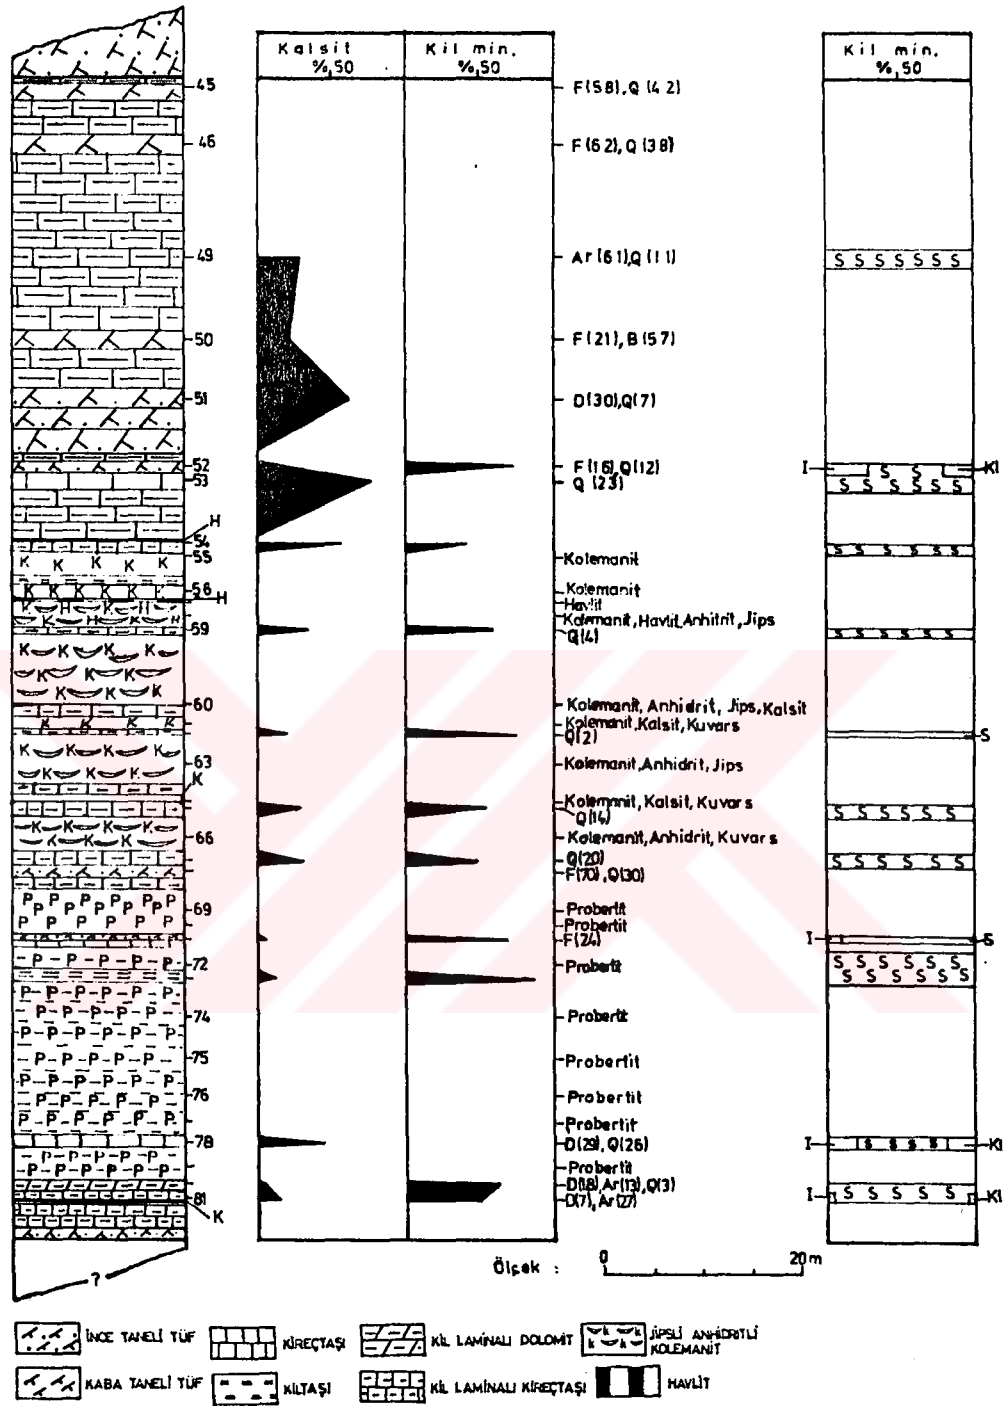 Kalsit
%,50
Kil min.
%,50
Kil min.
%,50
45
F(58),Q(42)
46
F(62),Q(38)
49
Ar(61),Q(11)
S S S S S S S
50
F(21),B(57)
51
D(30),Q(7)
52
F(16),Q(12)
I
S S
Kl
53
Q(23)
S S S S S
H
54
S S S S S S
55
Kolemanit
K K K K K
56
Kolemanit
H
Havlit
Kolemanit,Havlit,Anhitrit,Jips
59
Q(4)
S S S S S
60
Kolemanit,Anhidrit,Jips,Kalsit
Kolemanit,Kalsit,Kuvars
Q(2)
S
63
Kolemanit,Anhidrit,Jips
K
Kolemanit,Kalsit,Kuvars
Q(14)
S S S S S
66
Kolemanit,Anhidrit,Kuvars
Q(20)
S S S S S
F(70),Q(30)
69
Probertit
Probertit
F(24)
I
S
72
Probertit
S S S S S S
S S S S S
74
Probertit
75
Probertit
76
Probertit
Probertit
78
D(29),Q(26)
I
S S S S S
Kl
Probertit
D(18),Ar(13),Q(3)
81
D(7),Ar(27)
I
S S S S S
Kl
K
?
Ölçek :
0
20m
İNCE TANELİ TÜF
KİREÇTAŞI
KİL LAMİNALI DOLOMİT
JİPSLİ ANHİDRİTLİ
KOLEMANİT
KABA TANELİ TÜF
KİLTAŞI
KİL LAMİNALI KİREÇTAŞI
HAVLİT